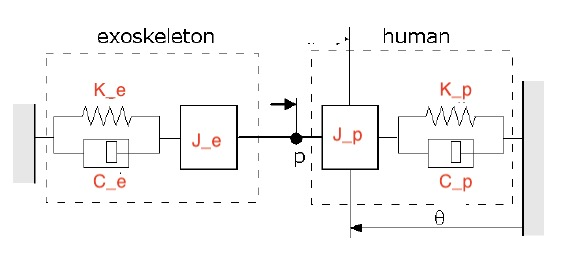 exoskeleton
human
K_e
K_p
J_e
J_p
p
C_e
C_p
θ